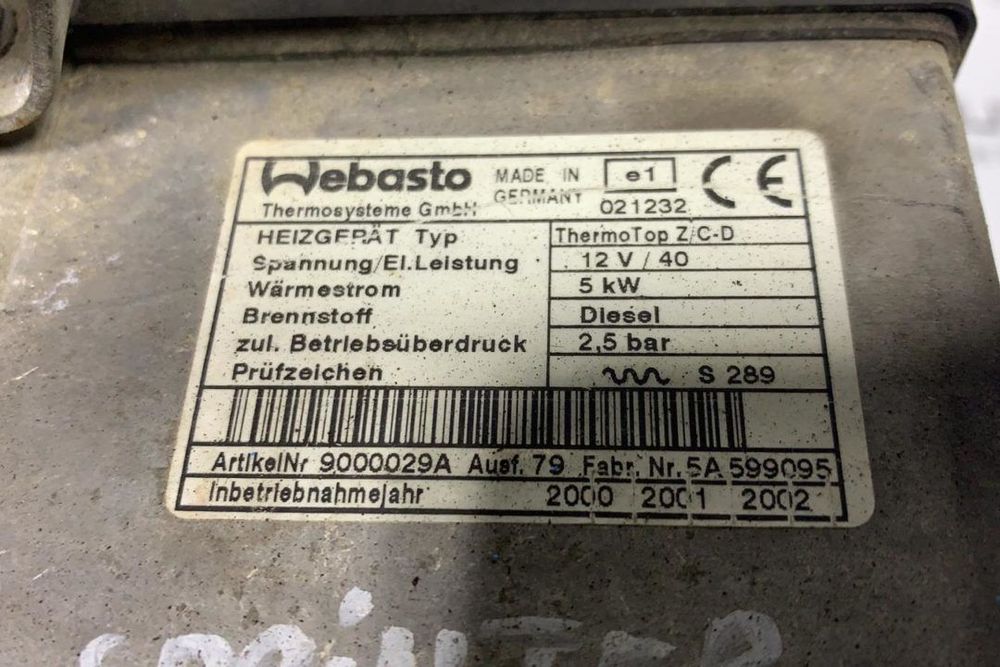 Webasto MADE IN GERMANY e1 CE
Thermosysteme GmbH 021232
HEIZGERÄT Typ ThermoTop Z/C-D
Spannung/El.Leistung 12 V / 40
Wärmestrom 5 kW
Brennstoff Diesel
zul. Betriebsüberdruck 2,5 bar
Prüfzeichen S 289
ArtikelNr 9000029A Ausf. 79 Fabr. Nr. 5A 599095
Inbetriebnahmejahr 2000 2001 2002
SPRINTER